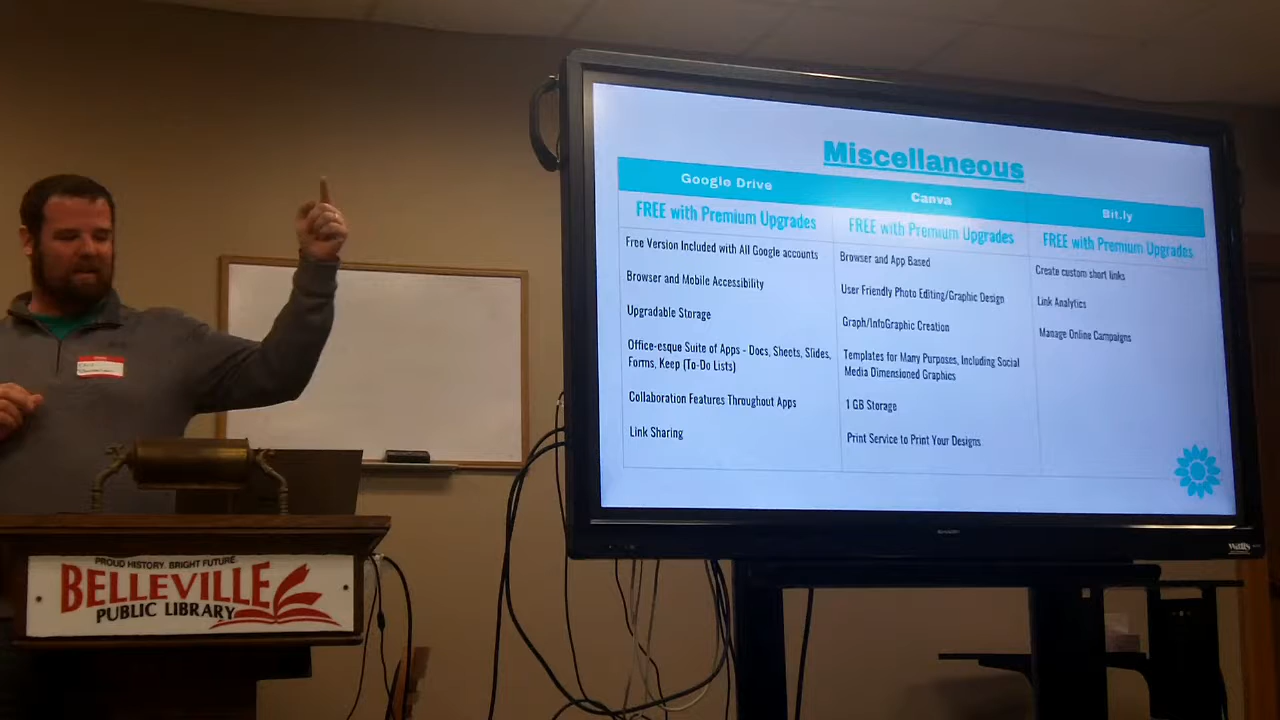 Miscellaneous
Google Drive
FREE with Premium Upgrades
Free Version Included with All Google accounts
Browser and Mobile Accessibility
Upgradable Storage
Office-esque Suite of Apps - Docs, Sheets, Slides,
Forms, Keep (To-Do Lists)
Collaboration Features Throughout Apps
Link Sharing
Canva
FREE with Premium Upgrades
Browser and App Based
User Friendly Photo Editing/Graphic Design
Graph/InfoGraphic Creation
Templates for Many Purposes, Including Social
Media Dimensioned Graphics
1 GB Storage
Print Service to Print Your Designs
Bit.ly
FREE with Premium Upgrades
Create custom short links
Link Analytics
Manage Online Campaigns
PROUD HISTORY. BRIGHT FUTURE
BELLEVILLE
PUBLIC LIBRARY